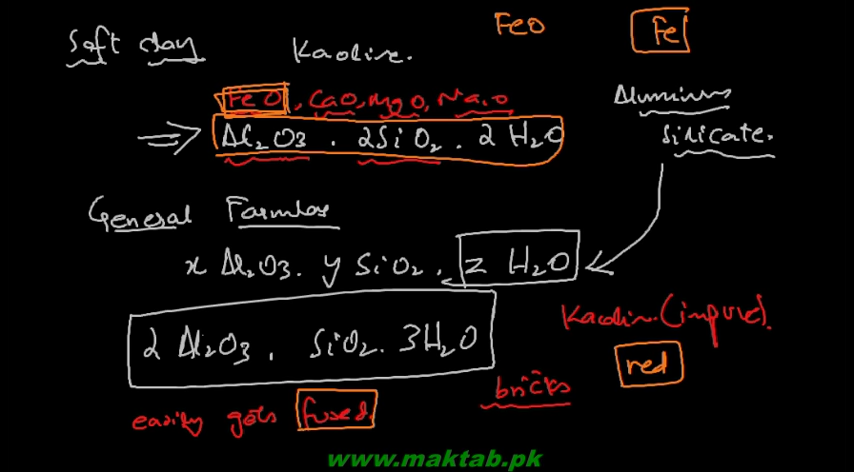 FeO Fe
Soft clay Kaoline.
FeO, CaO, MgO, Na₂O
Aluminium
⇒ Al₂O₃ . 2SiO₂ . 2 H₂O
Silicate.
General Formulas
x Al₂O₃. y SiO₂. z H₂O
Kaolin. (impure).
2 Al₂O₃ . SiO₂. 3H₂O
red
bricks
easily gets fused.
www.maktab.pk